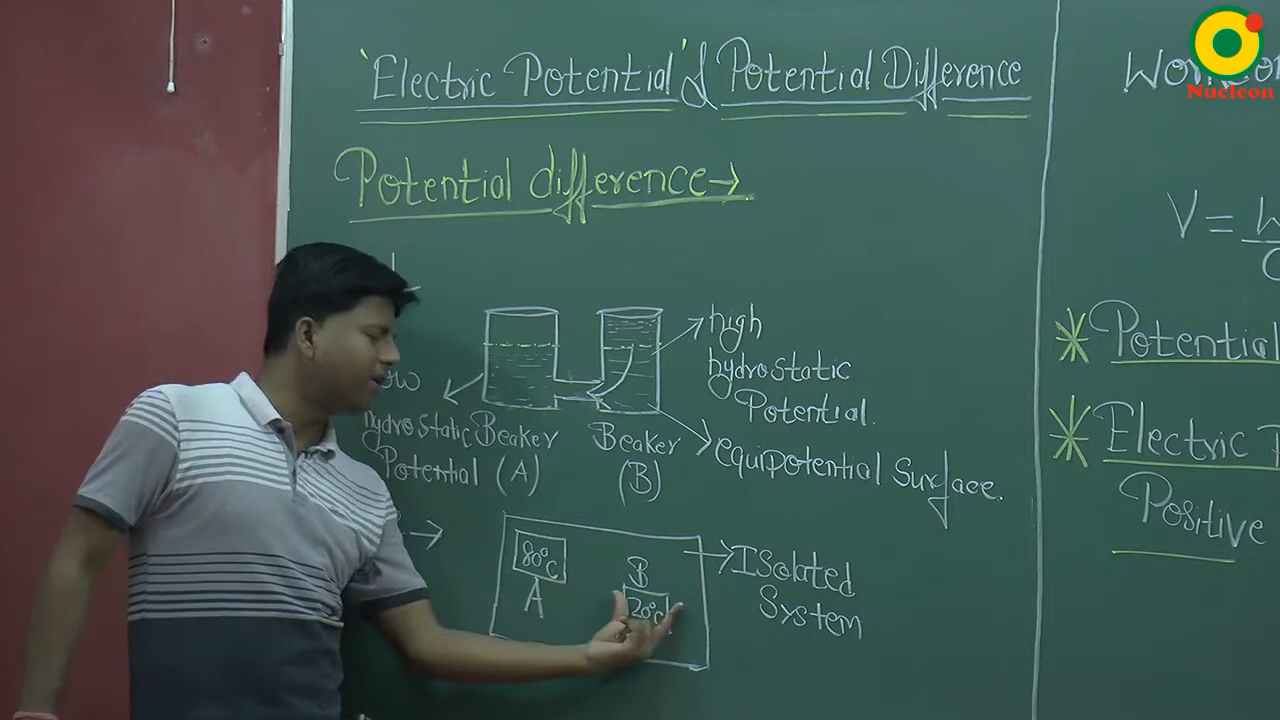 'Electric Potential' & Potential Difference
Potential difference→
high
hydrostatic
Potential.
hydrostatic
Potential
Beaker
(A)
Beaker
(B)
equipotential Surface.
80°C
A
B
20°C
Isolated
System
V =
* Potential
* Electric
Positive
Nucleon